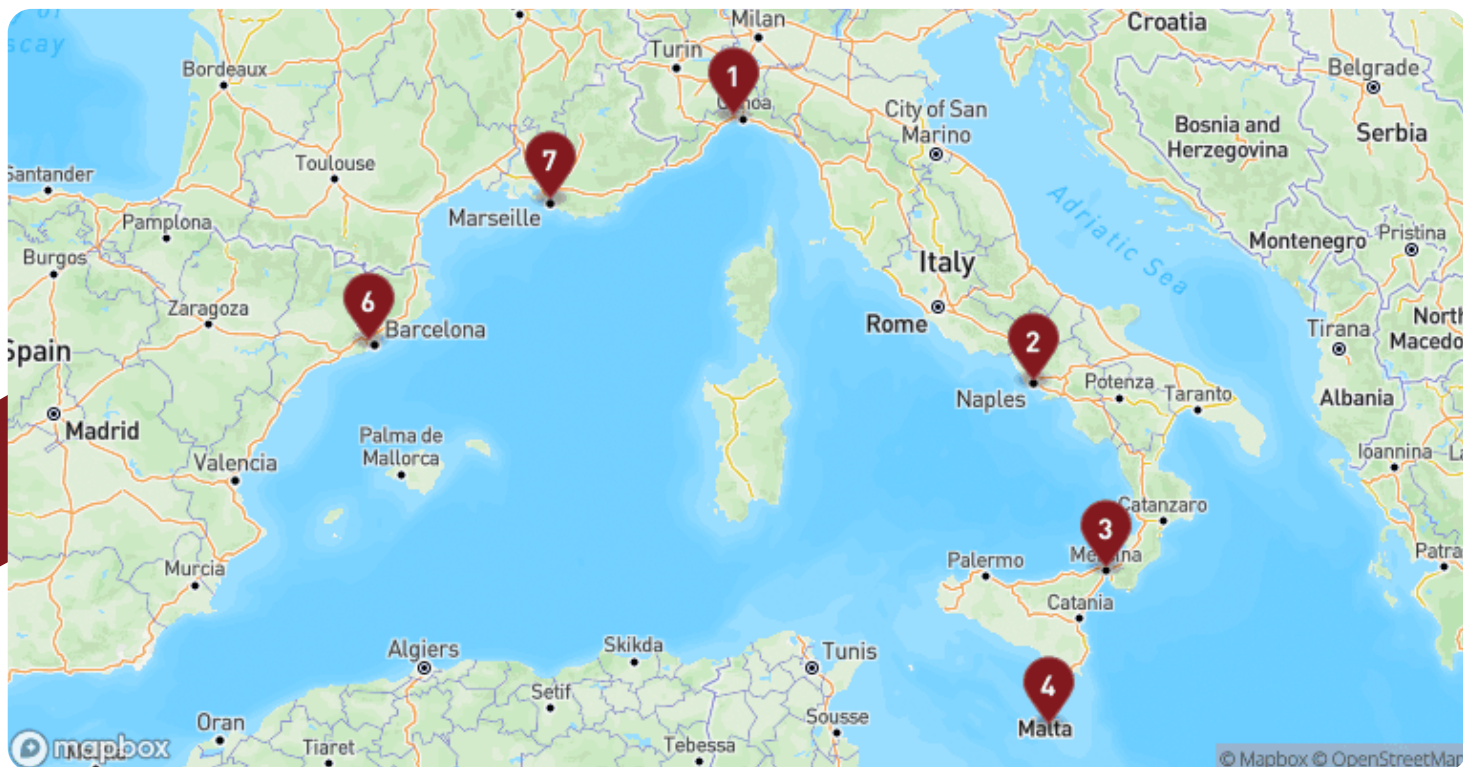 Milan
Croatia
scay
Turin
Bordeaux
1
Belgrade
City of San
Marino
Bosnia and
Herzegovina
Serbia
7
Toulouse
Santander
Marseille
Pamplona
Adriatic Sea
Montenegro
Pristina
Burgos
Italy
6
Zaragoza
Barcelona
Rome
North
Macedo
Tirana
Spain
2
Potenza
Taranto
Naples
Albania
Madrid
Palma de
Mallorca
Ioannina
Valencia
Catanzaro
3
Palermo
Patra
Murcia
Catania
Algiers
Skikda
Tunis
4
Setif
Sousse
Malta
Oran
mapbox
Tiaret
Tebessa
© Mapbox © OpenStreetMap